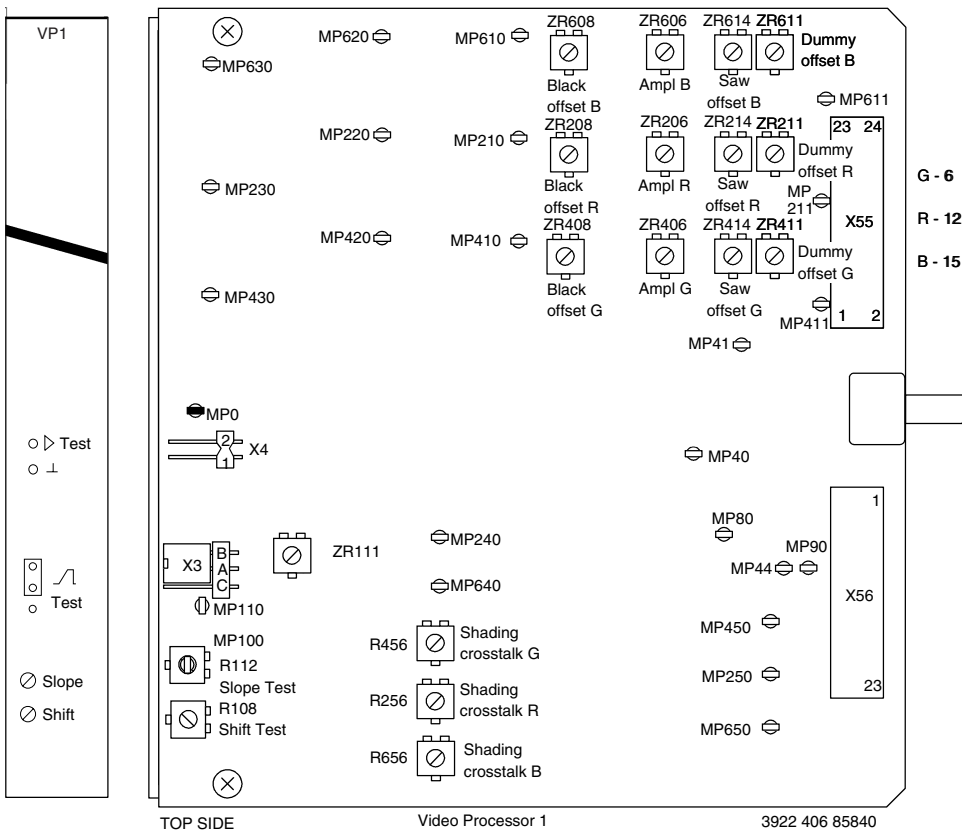 VP1
Test
Test
Slope
Shift
MP620
MP610
ZR608
ZR606
ZR614
ZR611
Dummy
offset B
MP630
Black
offset B
Ampl B
Saw
offset B
MP611
MP220
MP210
ZR208
ZR206
ZR214
ZR211
23 24
Dummy
offset R
MP230
Black
offset R
Ampl R
Saw
offset R
MP
211
X55
G - 6
R - 12
B - 15
MP420
MP410
ZR408
ZR406
ZR414
ZR411
Dummy
offset G
MP430
Black
offset G
Ampl G
Saw
offset G
MP411
1 2
MP41
MP0
2
1
X4
MP40
1
X3
B
A
C
ZR111
MP240
MP80
MP90
MP44
MP110
MP640
X56
MP100
R112
Slope Test
R456
Shading
crosstalk G
MP450
R108
Shift Test
R256
Shading
crosstalk R
MP250
23
R656
Shading
crosstalk B
MP650
TOP SIDE
Video Processor 1
3922 406 85840